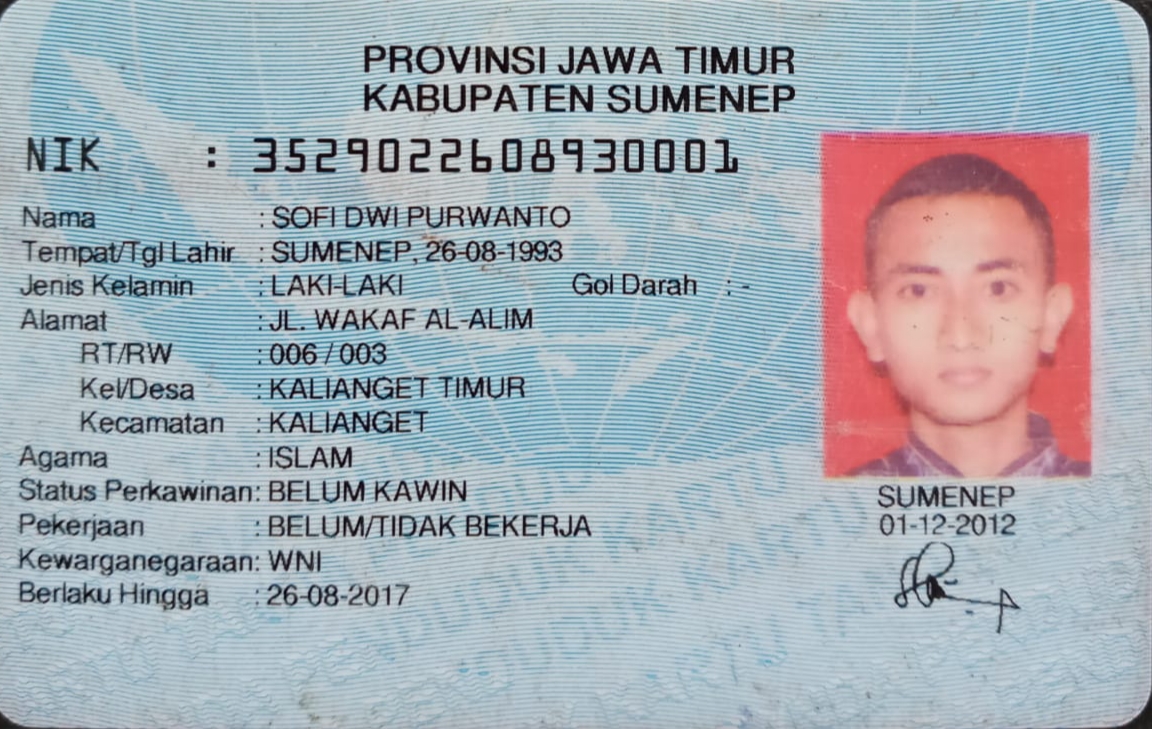 PROVINSI JAWA TIMUR
KABUPATEN SUMENEP
NIK : 3529022608930001
Nama : SOFI DWI PURWANTO
Tempat/Tgl Lahir : SUMENEP, 26-08-1993
Jenis Kelamin : LAKI-LAKI Gol Darah : -
Alamat : JL. WAKAF AL-ALIM
RT/RW : 006 / 003
Kel/Desa : KALIANGET TIMUR
Kecamatan : KALIANGET
Agama : ISLAM
Status Perkawinan: BELUM KAWIN
Pekerjaan : BELUM/TIDAK BEKERJA
Kewarganegaraan: WNI
Berlaku Hingga : 26-08-2017
SUMENEP
01-12-2012